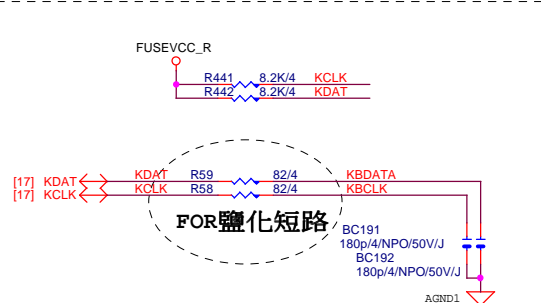 FUSEVCC_R
R441 8.2K/4 KCLK
R442 8.2K/4 KDAT
[17] KDAT KDAT R59 82/4 KBDATA
[17] KCLK KCLK R58 82/4 KBCLK
FOR鹽化短路
BC191
180p/4/NPO/50V/J
BC192
180p/4/NPO/50V/J
AGND1